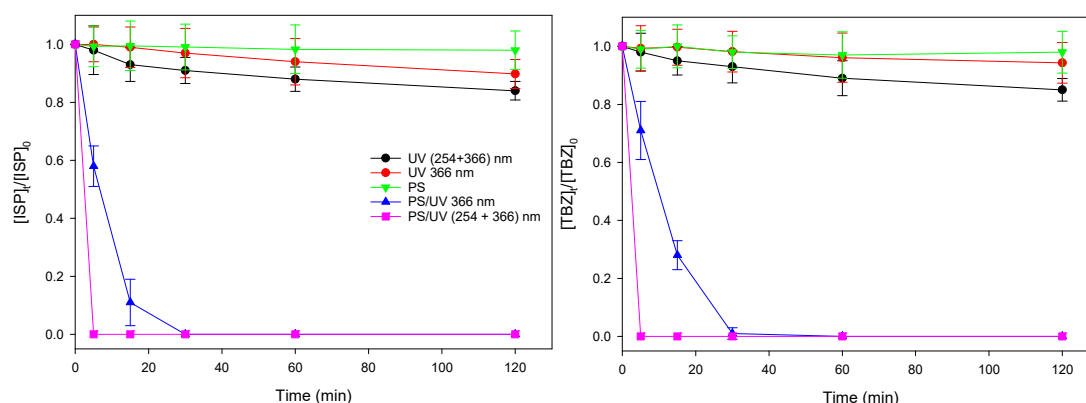 1.0
0.8
0.6
0.4
0.2
0.0
[ISP]t/[ISP]0
0 20 40 60 80 100 120
Time (min)
UV (254+366) nm
UV 366 nm
PS
PS/UV 366 nm
PS/UV (254 + 366) nm
1.0
0.8
0.6
0.4
0.2
0.0
[TBZ]t/[TBZ]0
0 20 40 60 80 100 120
Time (min)